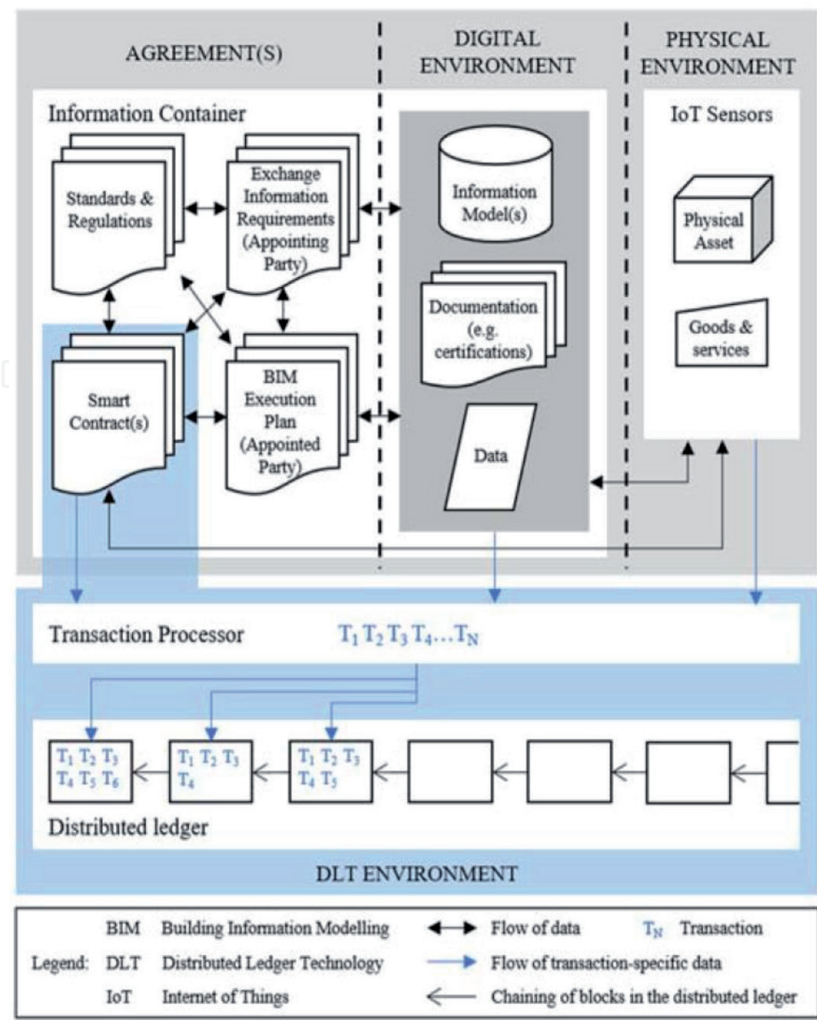 AGREEMENT(S)
DIGITAL
ENVIRONMENT
PHYSICAL
ENVIRONMENT
Information Container
IoT Sensors
Standards &
Regulations
Exchange
Information
Requirements
(Appointing
Party)
Information
Model(s)
Physical
Asset
Documentation
(e.g.
certifications)
Goods &
services
Smart
Contract(s)
BIM
Execution
Plan
(Appointed
Party)
Data
Transaction Processor
T1 T2 T3 T4…TN
T1 T2 T3
T4 T5 T6
T1 T2 T3
T4
T1 T2 T3
T4 T5
Distributed ledger
DLT ENVIRONMENT
Legend:
BIM Building Information Modelling
DLT Distributed Ledger Technology
IoT Internet of Things
Flow of data
Flow of transaction-specific data
Chaining of blocks in the distributed ledger
TN Transaction